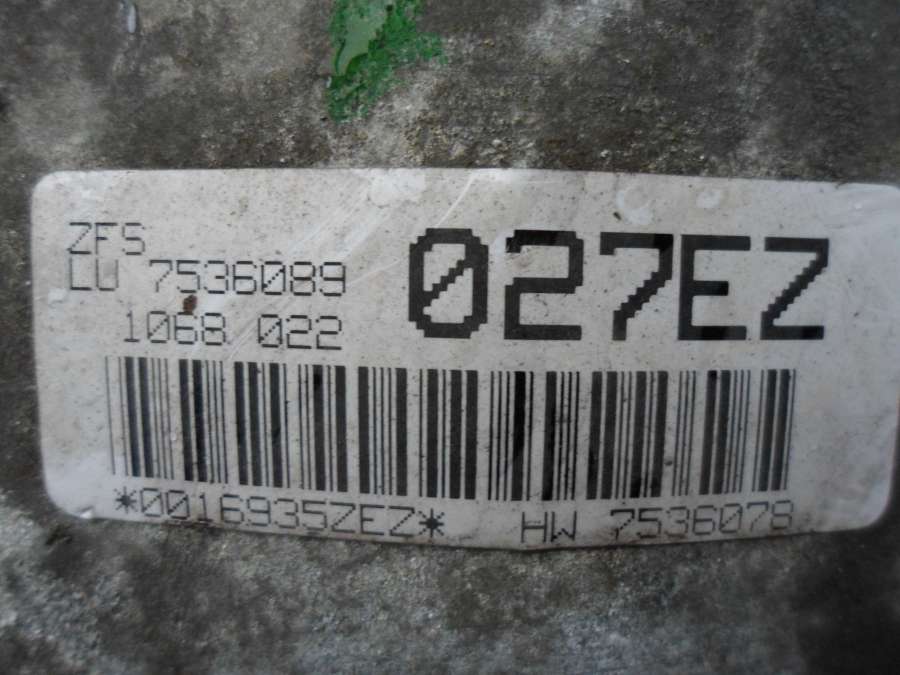 ZFS
LU 7536089
1068 022
027EZ
*0016935ZEZ*
HW 7536078